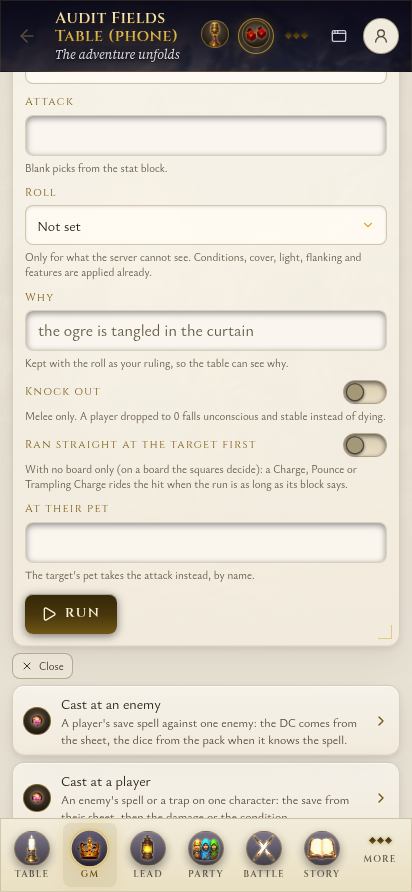 AUDIT FIELDS
TABLE (PHONE)
The adventure unfolds
ATTACK
Blank picks from the stat block.
ROLL
Not set
Only for what the server cannot see. Conditions, cover, light, flanking and
features are applied already.
WHY
the ogre is tangled in the curtain
Kept with the roll as your ruling, so the table can see why.
KNOCK OUT
Melee only. A player dropped to 0 falls unconscious and stable instead of dying.
RAN STRAIGHT AT THE TARGET FIRST
With no board only (on a board the squares decide): a Charge, Pounce or
Trampling Charge rides the hit when the run is as long as its block says.
AT THEIR PET
The target's pet takes the attack instead, by name.
RUN
Close
Cast at an enemy
A player's save spell against one enemy: the DC comes from
the sheet, the dice from the pack when it knows the spell.
Cast at a player
An enemy's spell or a trap on one character: the save from
their sheet, then the damage or the condition.
TABLE
GM
LEAD
PARTY
BATTLE
STORY
MORE